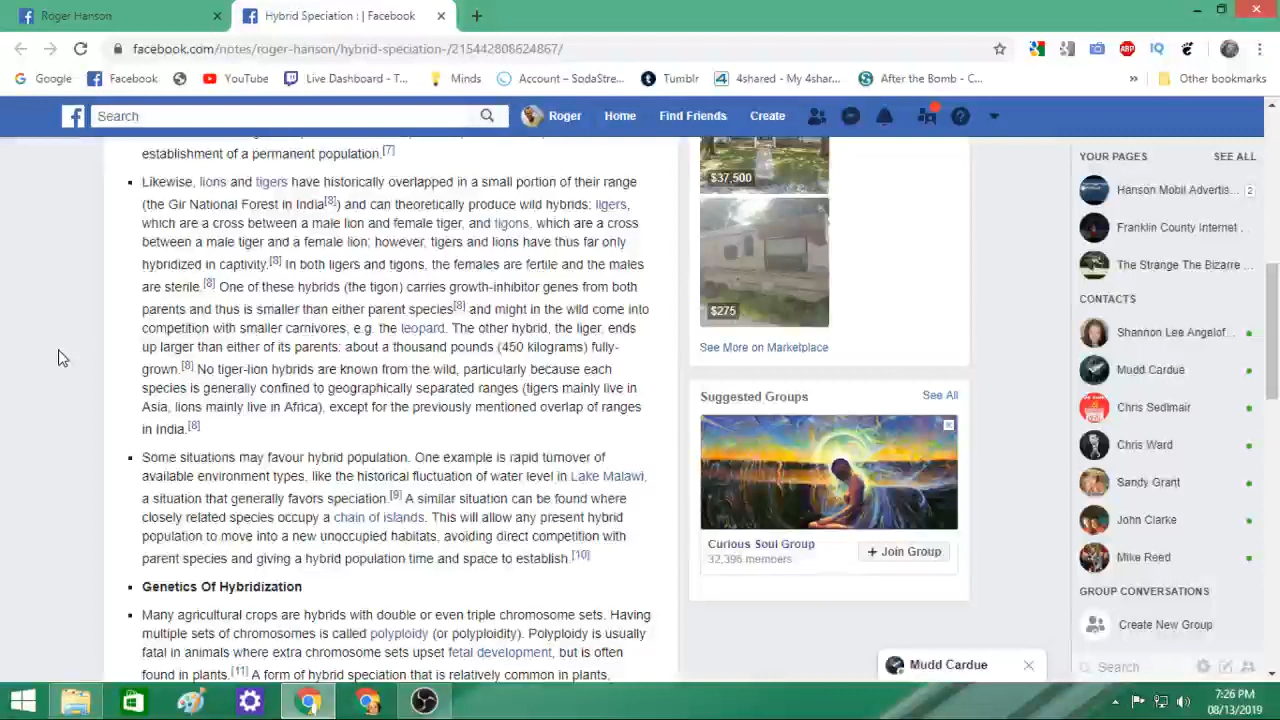 Roger Hanson
Hybrid Speciation : | Facebook
facebook.com/notes/roger-hanson/hybrid-speciation-/215442808624867/
ABP
IQ
Google
Facebook
YouTube
Live Dashboard - T...
Minds
Account – SodaStre...
Tumblr
4shared - My 4shar...
After the Bomb - C...
»
Other bookmarks
Search
Roger
Home
Find Friends
Create
establishment of a permanent population.[7]
Likewise, lions and tigers have historically overlapped in a small portion of their range
(the Gir National Forest in India[8]) and can theoretically produce wild hybrids; ligers,
which are a cross between a male lion and female tiger, and tigons, which are a cross
between a male tiger and a female lion; however, tigers and lions have thus far only
hybridized in captivity.[8] In both ligers and tigons, the females are fertile and the males
are sterile.[8] One of these hybrids (the tigon) carries growth-inhibitor genes from both
parents and thus is smaller than either parent species[8] and might in the wild come into
competition with smaller carnivores, e.g. the leopard. The other hybrid, the liger, ends
up larger than either of its parents: about a thousand pounds (450 kilograms) fully-
grown.[8] No tiger-lion hybrids are known from the wild, particularly because each
species is generally confined to geographically separated ranges (tigers mainly live in
Asia, lions mainly live in Africa), except for the previously mentioned overlap of ranges
in India.[8]
Some situations may favour hybrid population. One example is rapid turnover of
available environment types, like the historical fluctuation of water level in Lake Malawi,
a situation that generally favors speciation.[9] A similar situation can be found where
closely related species occupy a chain of islands. This will allow any present hybrid
population to move into a new unoccupied habitats, avoiding direct competition with
parent species and giving a hybrid population time and space to establish.[10]
Genetics Of Hybridization
Many agricultural crops are hybrids with double or even triple chromosome sets. Having
multiple sets of chromosomes is called polyploidy (or polyploidity). Polyploidy is usually
fatal in animals where extra chromosome sets upset fetal development, but is often
found in plants.[11] A form of hybrid speciation that is relatively common in plants,
$37,500
$275
See More on Marketplace
Suggested Groups
See All
Curious Soul Group
32,396 members
+ Join Group
YOUR PAGES
SEE ALL
Hanson Mobil Advertis...
2
Franklin County Internet ...
The Strange The Bizarre ...
CONTACTS
Shannon Lee Angelof...
Mudd Cardue
Chris Sedlmair
Chris Ward
Sandy Grant
John Clarke
Mike Reed
GROUP CONVERSATIONS
Create New Group
Search
Mudd Cardue
7:26 PM
08/13/2019